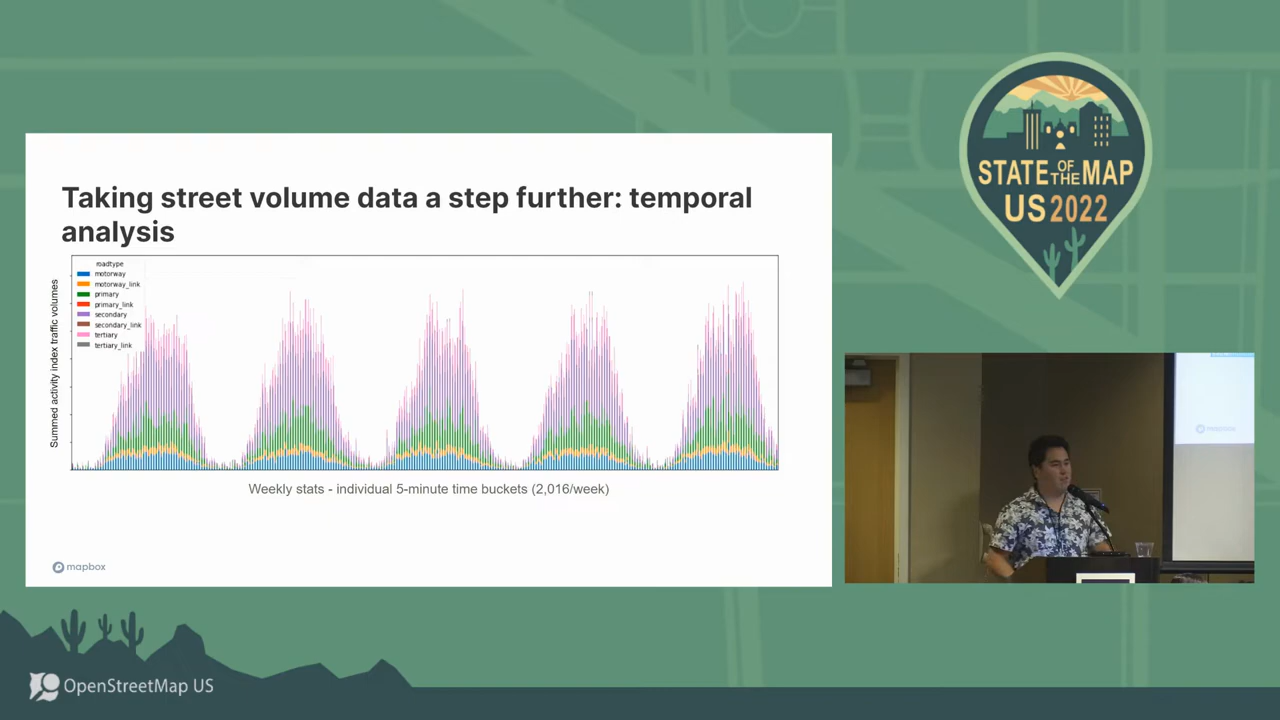 Taking street volume data a step further: temporal
analysis
roadtype
motorway
motorway_link
primary
primary_link
secondary
secondary_link
tertiary
tertiary_link
Summed activity index traffic volumes
Weekly stats - individual 5-minute time buckets (2,016/week)
mapbox
STATE OF THE MAP
US 2022
mapbox
OpenStreetMap US